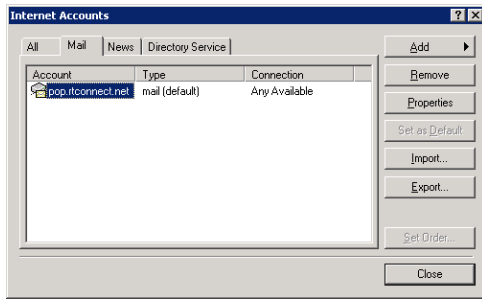 Internet Accounts
All Mail News Directory Service
Account Type Connection
pop.rtconnect.net mail (default) Any Available
Add
Remove
Properties
Set as Default
Import...
Export...
Set Order...
Close